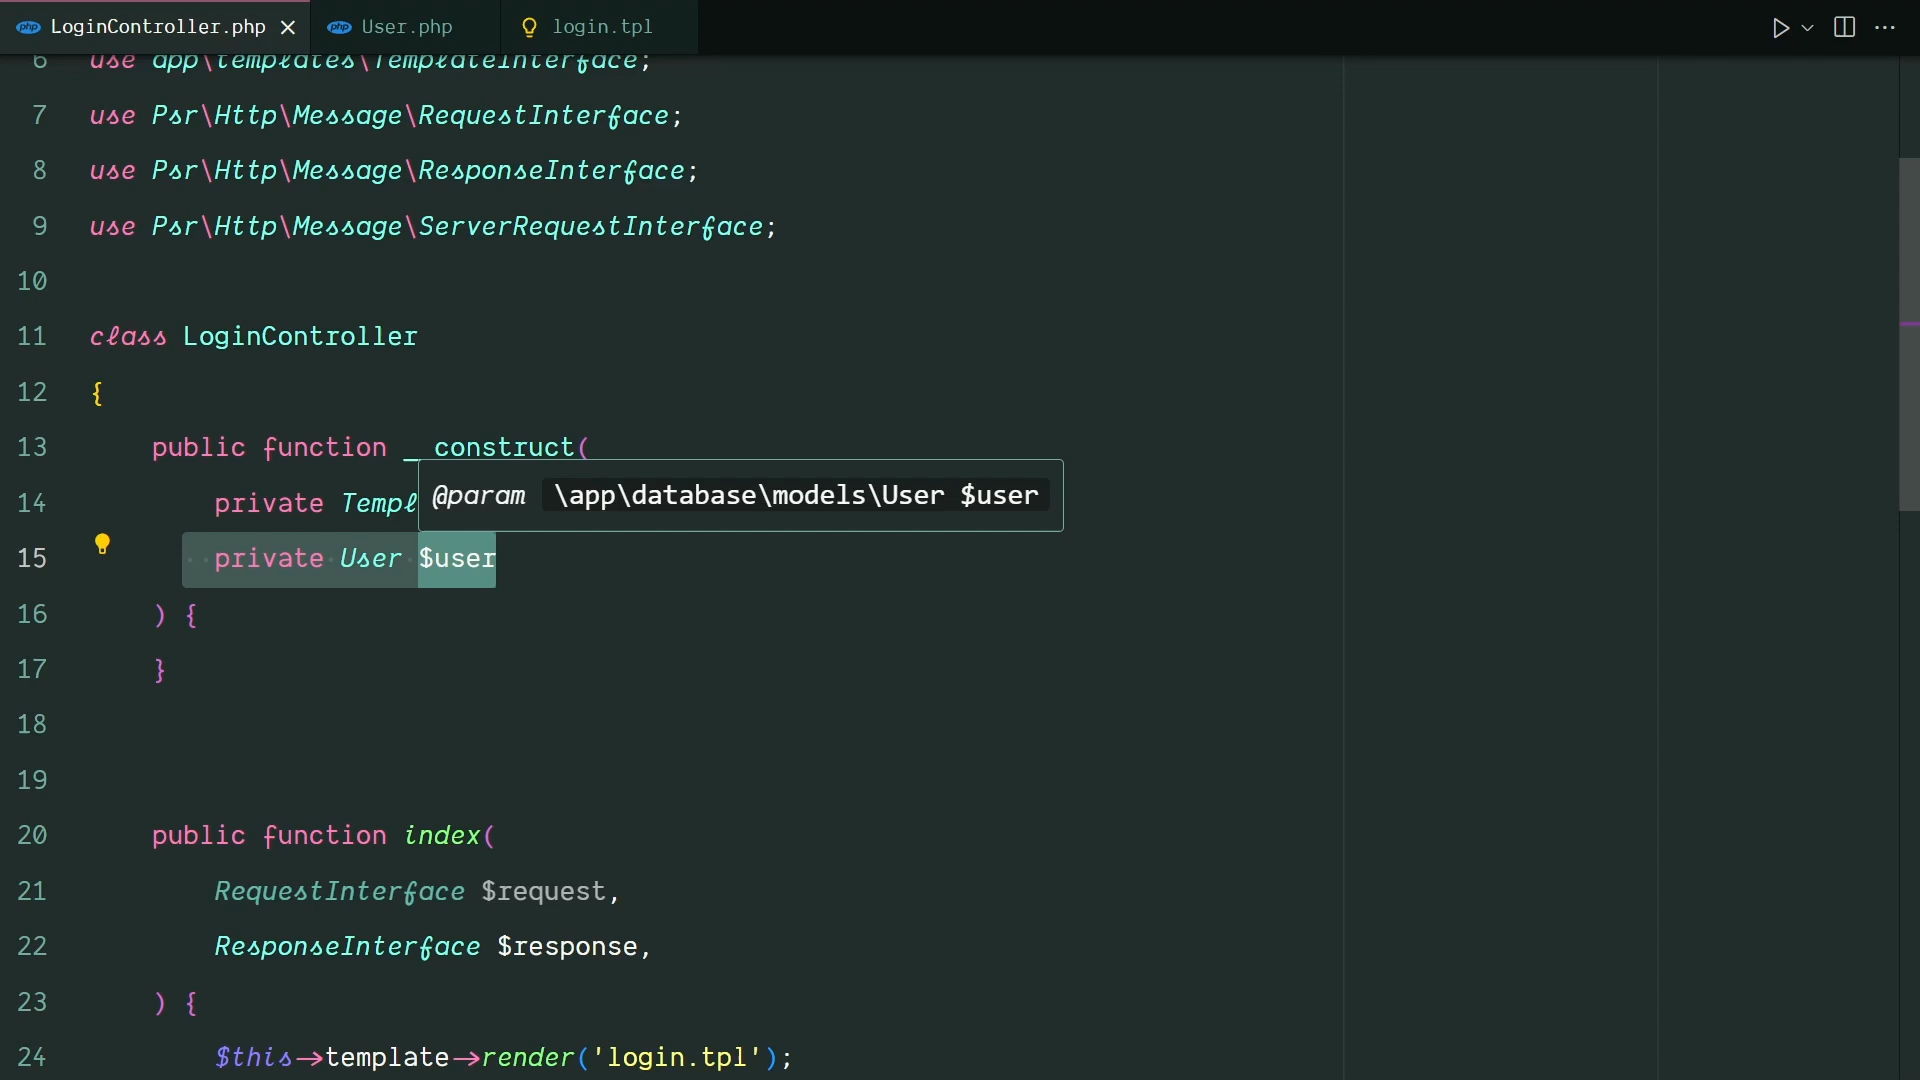 LoginController.php
User.php
login.tpl
6 use app\templates\TemplateInterface;
7 use Psr\Http\Message\RequestInterface;
8 use Psr\Http\Message\ResponseInterface;
9 use Psr\Http\Message\ServerRequestInterface;
10
11 class LoginController
12 {
13 public function __construct(
14 private Templ
@param \app\database\models\User $user
15 private User $user
16 ) {
17 }
18
19
20 public function index(
21 RequestInterface $request,
22 ResponseInterface $response,
23 ) {
24 $this->template->render('login.tpl');